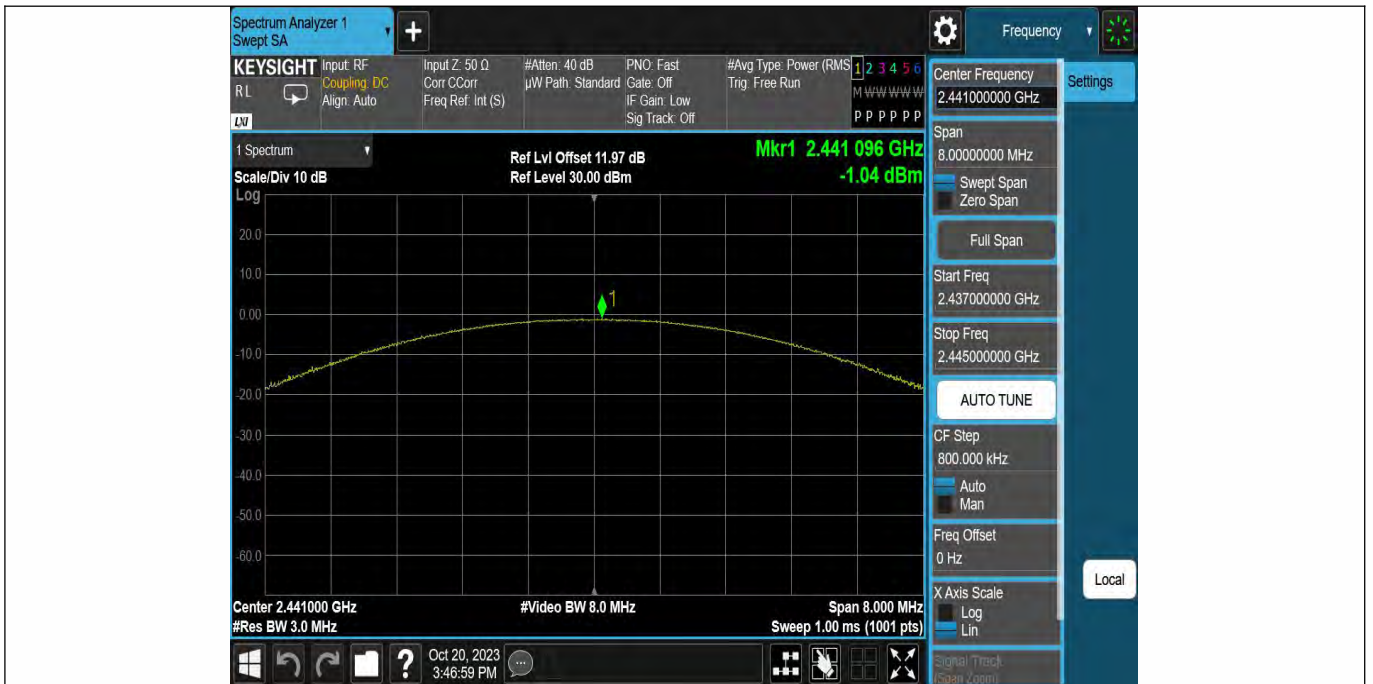 Spectrum Analyzer 1
Swept SA
+
Frequency
KEYSIGHT
RL
LXI
Input: RF
Coupling: DC
Align: Auto
Input Z: 50 Ω
Corr CCorr
Freq Ref: Int (S)
#Atten: 40 dB
µW Path: Standard
PNO: Fast
Gate: Off
IF Gain: Low
Sig Track: Off
#Avg Type: Power (RMS
Trig: Free Run
1 2 3 4 5 6
M W W W W W
P P P P P P
1 Spectrum
Scale/Div 10 dB
Log
Ref Lvl Offset 11.97 dB
Ref Level 30.00 dBm
Mkr1 2.441 096 GHz
-1.04 dBm
20.0
10.0
0.00
-10.0
-20.0
-30.0
-40.0
-50.0
-60.0
1
Center 2.441000 GHz
#Res BW 3.0 MHz
#Video BW 8.0 MHz
Span 8.000 MHz
Sweep 1.00 ms (1001 pts)
Oct 20, 2023
3:46:59 PM
Center Frequency
2.441000000 GHz
Settings
Span
8.00000000 MHz
Swept Span
Zero Span
Full Span
Start Freq
2.437000000 GHz
Stop Freq
2.445000000 GHz
AUTO TUNE
CF Step
800.000 kHz
Auto
Man
Freq Offset
0 Hz
X Axis Scale
Log
Lin
Signal Track
(Span Zoom)
Local